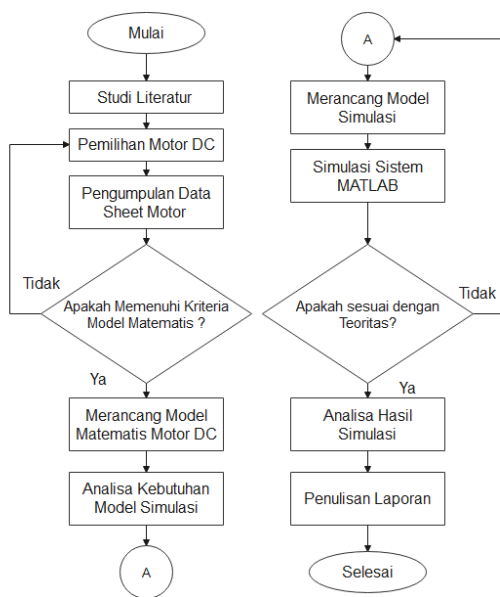 Mulai
Studi Literatur
Pemilihan Motor DC
Pengumpulan Data
Sheet Motor
Tidak
Apakah Memenuhi Kriteria
Model Matematis ?
Ya
Merancang Model
Matematis Motor DC
Analisa Kebutuhan
Model Simulasi
A
A
Merancang Model
Simulasi
Simulasi Sistem
MATLAB
Apakah sesuai dengan
Teoritas?
Tidak
Ya
Analisa Hasil
Simulasi
Penulisan Laporan
Selesai